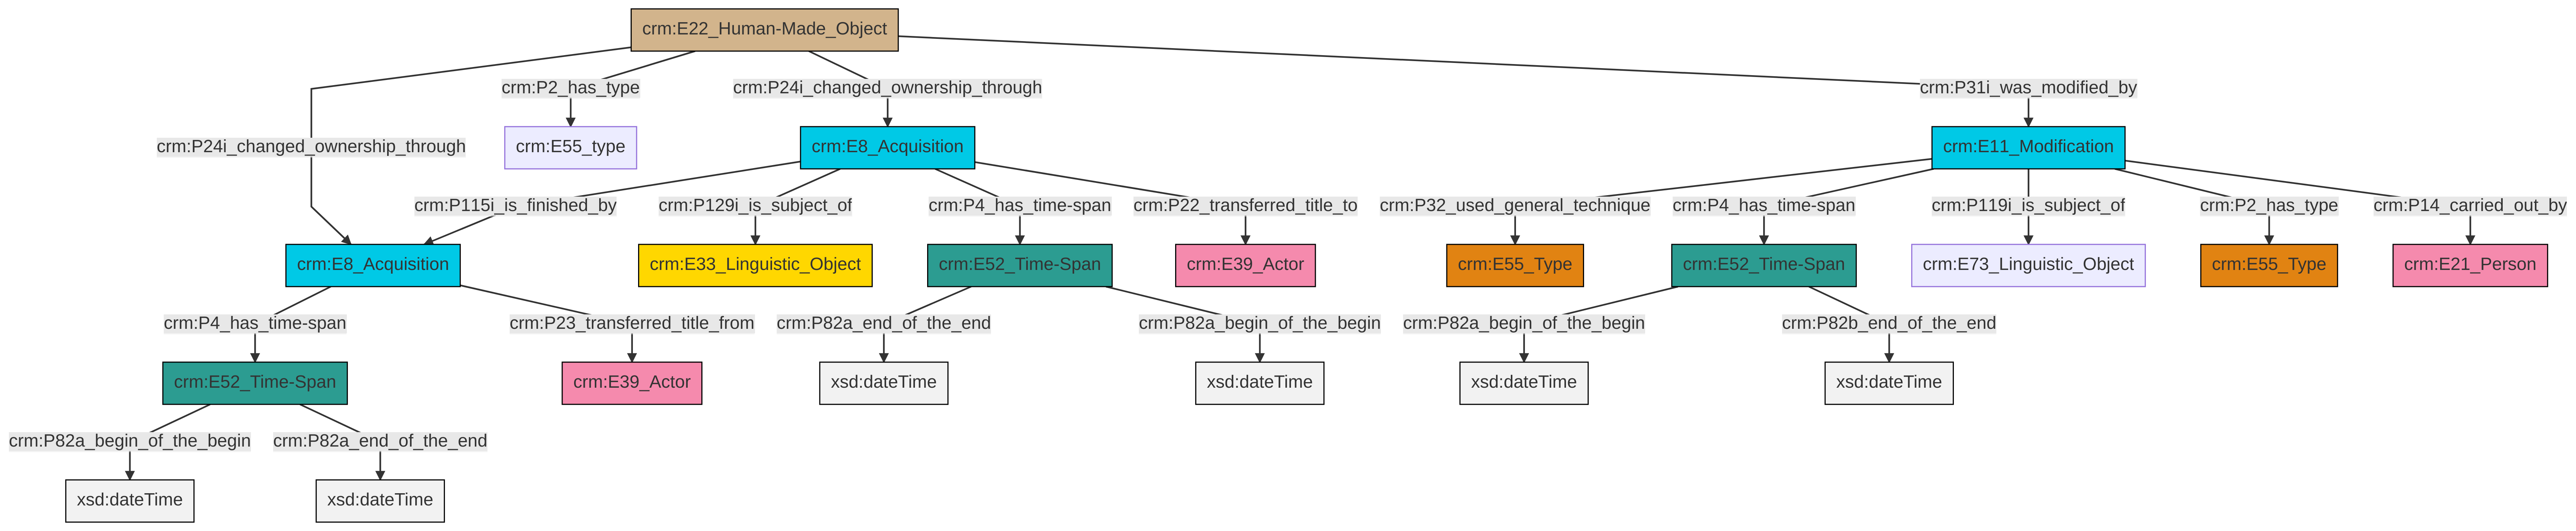 crm:E22_Human-Made_Object
crm:P2_has_type
crm:P24i_changed_ownership_through
crm:P31i_was_modified_by
crm:P24i_changed_ownership_through
crm:E55_type
crm:E8_Acquisition
crm:E11_Modification
crm:P115i_is_finished_by
crm:P129i_is_subject_of
crm:P4_has_time-span
crm:P22_transferred_title_to
crm:P32_used_general_technique
crm:P4_has_time-span
crm:P119i_is_subject_of
crm:P2_has_type
crm:P14_carried_out_by
crm:E8_Acquisition
crm:E33_Linguistic_Object
crm:E52_Time-Span
crm:E39_Actor
crm:E55_Type
crm:E52_Time-Span
crm:E73_Linguistic_Object
crm:E55_Type
crm:E21_Person
crm:P4_has_time-span
crm:P23_transferred_title_from
crm:P82a_end_of_the_end
crm:P82a_begin_of_the_begin
crm:P82a_begin_of_the_begin
crm:P82b_end_of_the_end
crm:E52_Time-Span
crm:E39_Actor
xsd:dateTime
xsd:dateTime
xsd:dateTime
xsd:dateTime
crm:P82a_begin_of_the_begin
crm:P82a_end_of_the_end
xsd:dateTime
xsd:dateTime